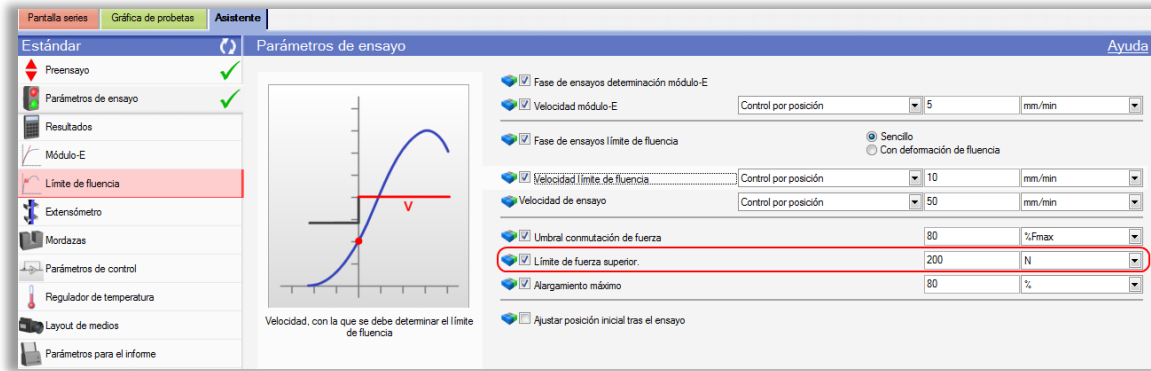 Pantalla series Gráfica de probetas Asistente
Estándar
Preensayo
Parámetros de ensayo
Resultados
Módulo-E
Límite de fluencia
Extensómetro
Mordazas
Parámetros de control
Regulador de temperatura
Layout de medios
Parámetros para el informe
Parámetros de ensayo Ayuda
V
Velocidad, con la que se debe determinar el límite
de fluencia
Fase de ensayos determinación módulo-E
Velocidad módulo-E Control por posición 5 mm/min
Fase de ensayos límite de fluencia Sencillo
Con deformación de fluencia
Velocidad límite de fluencia Control por posición 10 mm/min
Velocidad de ensayo Control por posición 50 mm/min
Umbral conmutación de fuerza 80 %Fmax
Límite de fuerza superior. 200 N
Alargamiento máximo 80 %
Ajustar posición inicial tras el ensayo